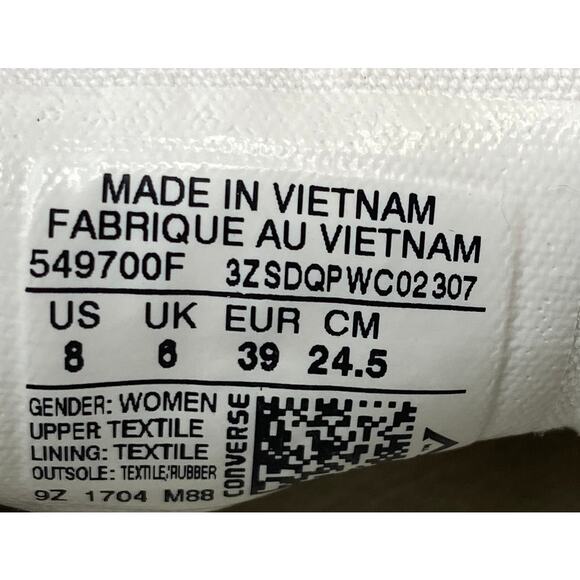 MADE IN VIETNAM
FABRIQUE AU VIETNAM
549700F 3ZSDQPWC02307
US UK EUR CM
8 6 39 24.5
GENDER: WOMEN
UPPER TEXTILE
LINING: TEXTILE
OUTSOLE: TEXTILE/RUBBER
9Z 1704 M88
CONVERSE